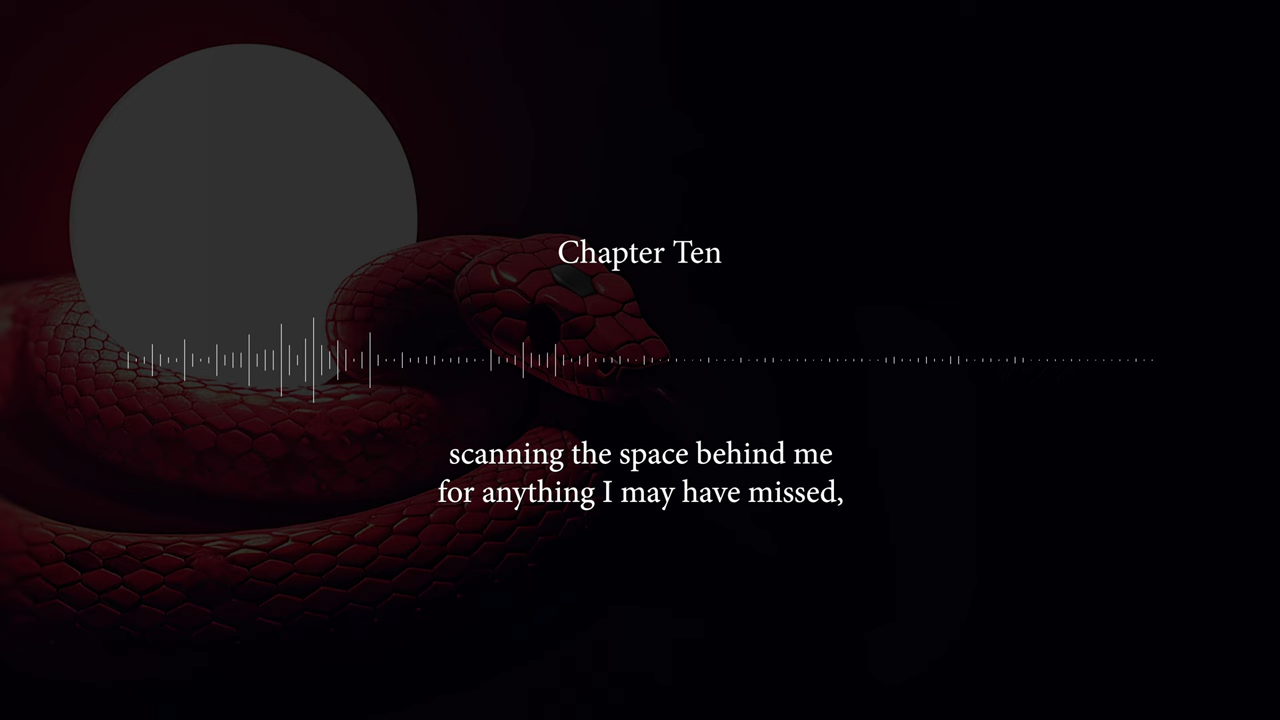 Chapter Ten
scanning the space behind me
for anything I may have missed,